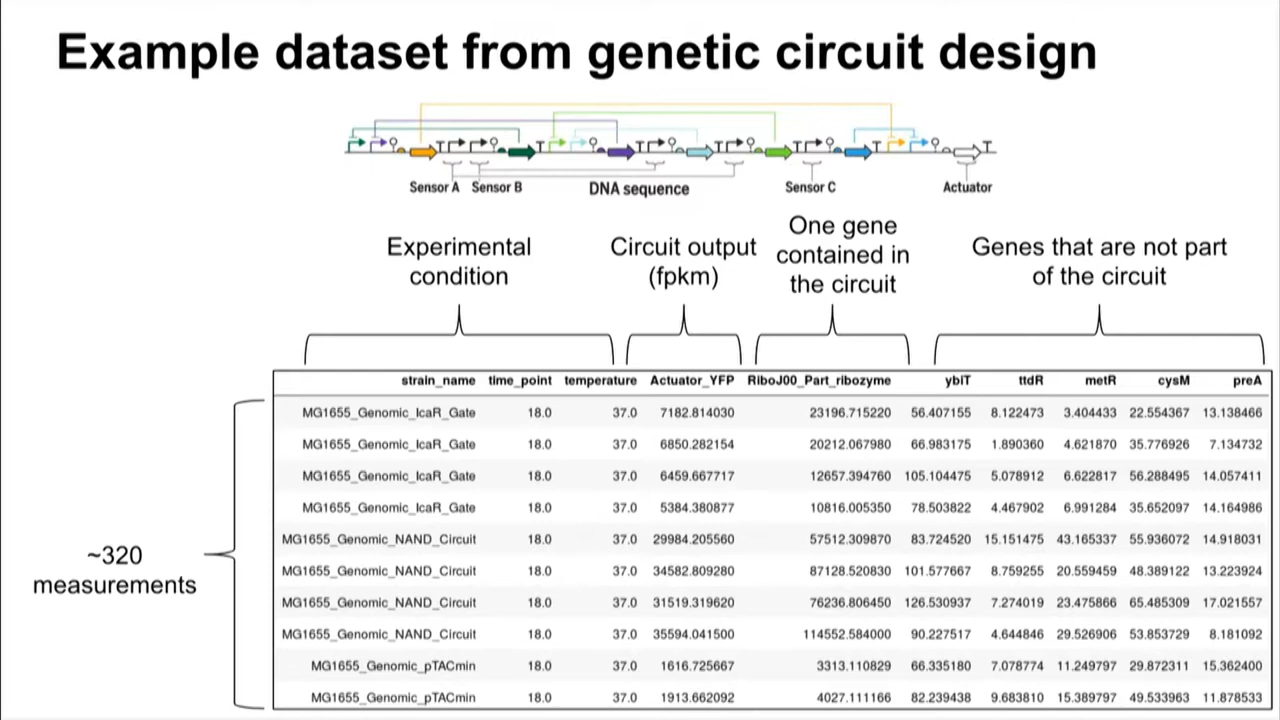 Example dataset from genetic circuit design
T T T T T T T
Sensor A Sensor B DNA sequence Sensor C Actuator
Experimental
condition
Circuit output
(fpkm)
One gene
contained in
the circuit
Genes that are not part
of the circuit
strain_name time_point temperature Actuator_YFP RiboJ00_Part_ribozyme ybiT ttdR metR cysM preA
MG1655_Genomic_IcaR_Gate 18.0 37.0 7182.814030 23196.715220 56.407155 8.122473 3.404433 22.554367 13.138466
MG1655_Genomic_IcaR_Gate 18.0 37.0 6850.282154 20212.067980 66.983175 1.890360 4.621870 35.776926 7.134732
MG1655_Genomic_IcaR_Gate 18.0 37.0 6459.667717 12657.394760 105.104475 5.078912 6.622817 56.288495 14.057411
MG1655_Genomic_IcaR_Gate 18.0 37.0 5384.380877 10816.005350 78.503822 4.467902 6.991284 35.652097 14.164986
MG1655_Genomic_NAND_Circuit 18.0 37.0 29984.205560 57512.309870 83.724520 15.151475 43.165337 55.936072 14.918031
MG1655_Genomic_NAND_Circuit 18.0 37.0 34582.809280 87128.520830 101.577667 8.759255 20.559459 48.389122 13.223924
MG1655_Genomic_NAND_Circuit 18.0 37.0 31519.319620 76236.806450 126.530937 7.274019 23.475866 65.485309 17.021557
MG1655_Genomic_NAND_Circuit 18.0 37.0 35594.041500 114552.584000 90.227517 4.644846 29.526906 53.853729 8.181092
MG1655_Genomic_pTACmin 18.0 37.0 1616.725667 3313.110829 66.335180 7.078774 11.249797 29.872311 15.362400
MG1655_Genomic_pTACmin 18.0 37.0 1913.662092 4027.111166 82.239438 9.683810 15.389797 49.533963 11.878533
~320
measurements